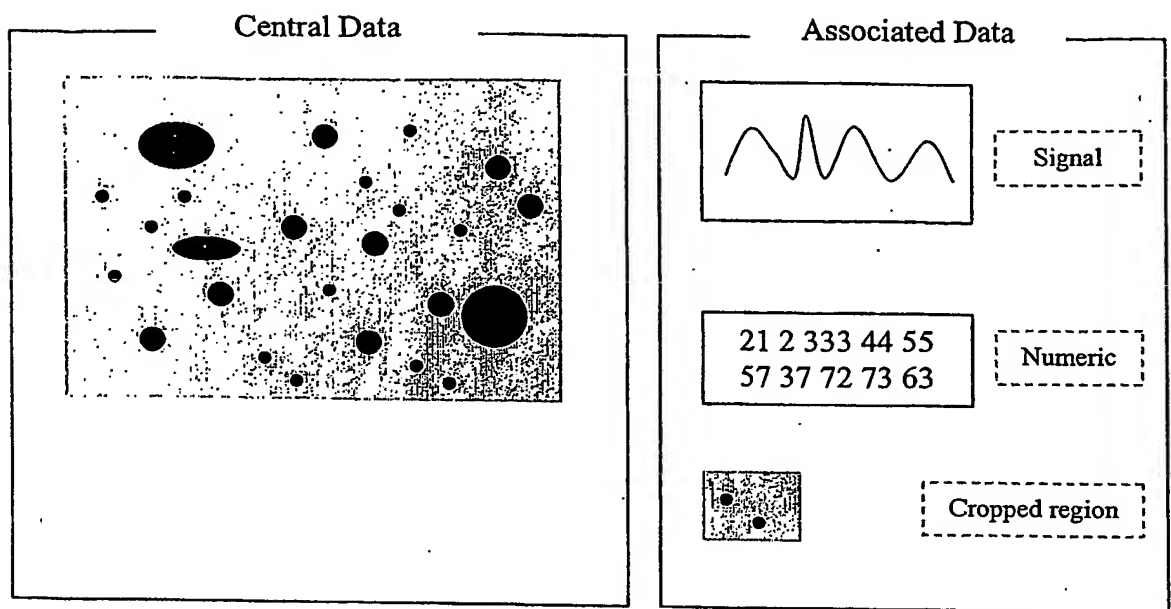 Central Data
Associated Data
Signal
21 2 333 44 55
57 37 72 73 63
Numeric
Cropped region